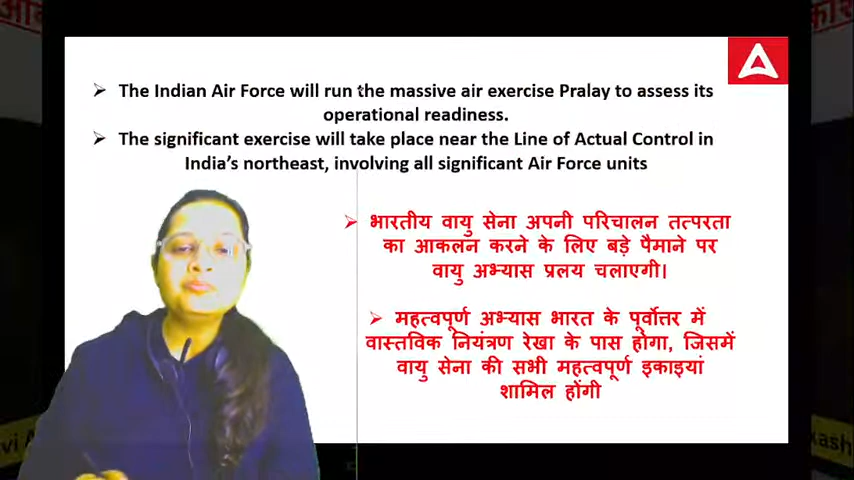 ➢ The Indian Air Force will run the massive air exercise Pralay to assess its
operational readiness.
➢ The significant exercise will take place near the Line of Actual Control in
India's northeast, involving all significant Air Force units
➢ भारतीय वायु सेना अपनी परिचालन तत्परता
का आकलन करने के लिए बड़े पैमाने पर
वायु अभ्यास प्रलय चलाएगी।
➢ महत्वपूर्ण अभ्यास भारत के पूर्वोत्तर में
वास्तविक नियंत्रण रेखा के पास होगा, जिसमें
वायु सेना की सभी महत्वपूर्ण इकाइयां
शामिल होंगी